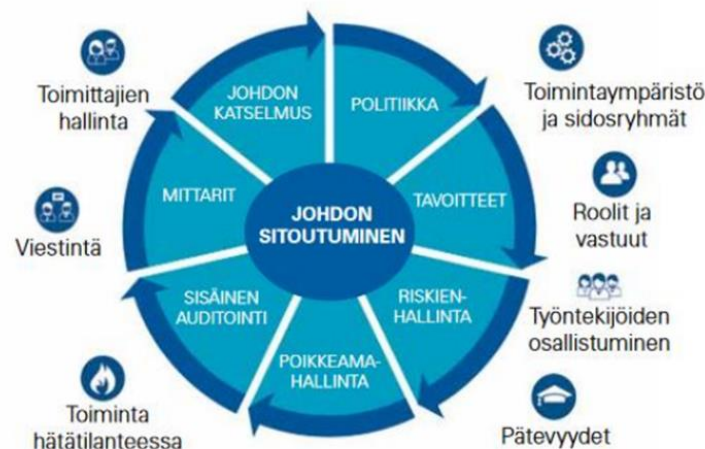 Toimittajien
hallinta
Viestintä
Toiminta
hätätilanteessa
JOHDON
KATSELMUS
POLITIIKKA
TAVOITTEET
RISKIEN-
HALLINTA
POIKKEAMA-
HALLINTA
SISÄINEN
AUDITOINTI
MITTARIT
JOHDON
SITOUTUMINEN
Toimintaympäristö
ja sidosryhmät
Roolit ja
vastuut
Työntekijöiden
osallistuminen
Pätevyydet